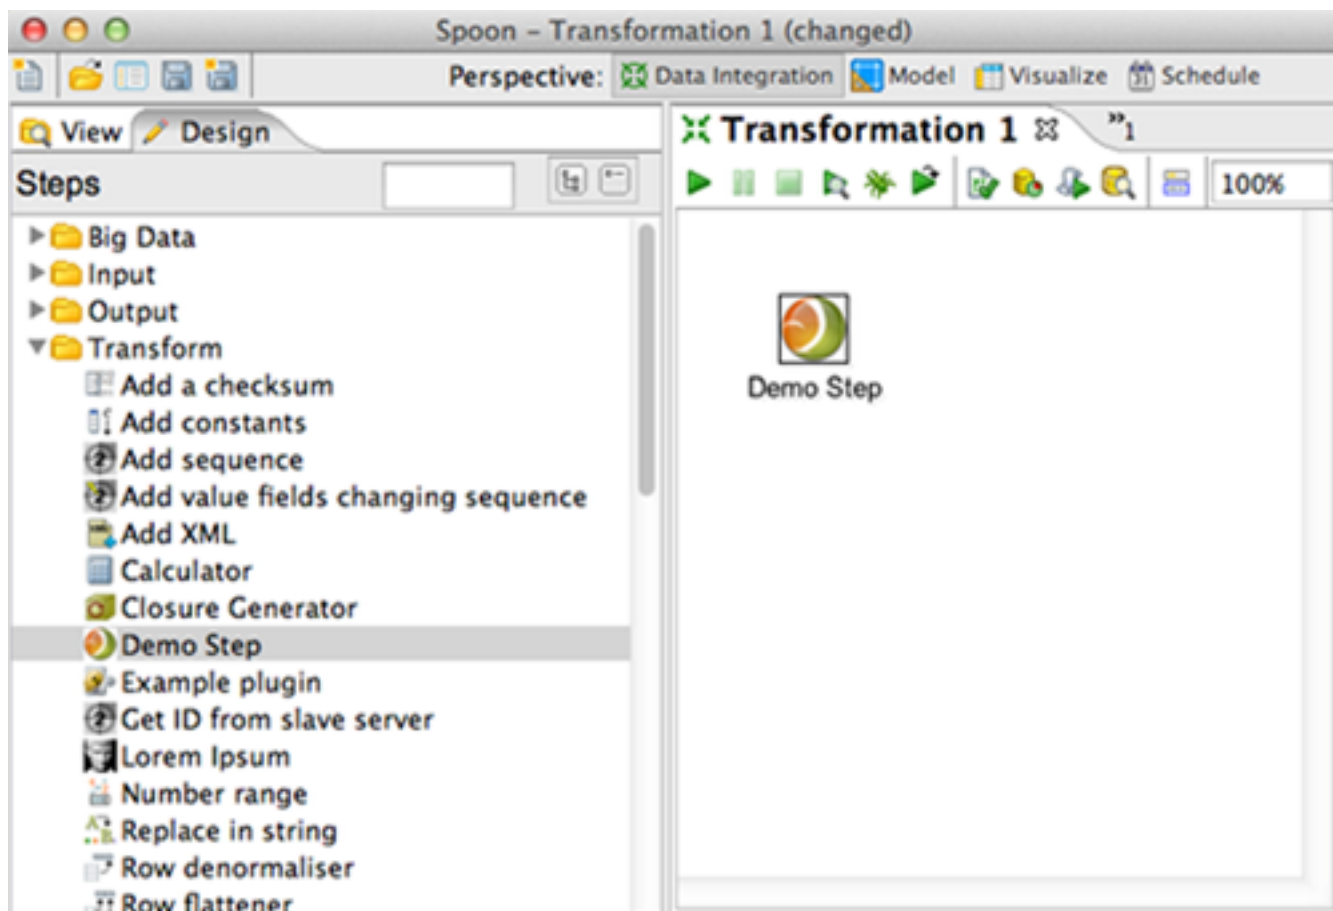 Spoon – Transformation 1 (changed)
Perspective: Data Integration Model Visualize Schedule
View Design
Steps
Big Data
Input
Output
Transform
Add a checksum
Add constants
Add sequence
Add value fields changing sequence
Add XML
Calculator
Closure Generator
Demo Step
Example plugin
Get ID from slave server
Lorem Ipsum
Number range
Replace in string
Row denormaliser
Row flattener
Transformation 1 »1
100%
Demo Step